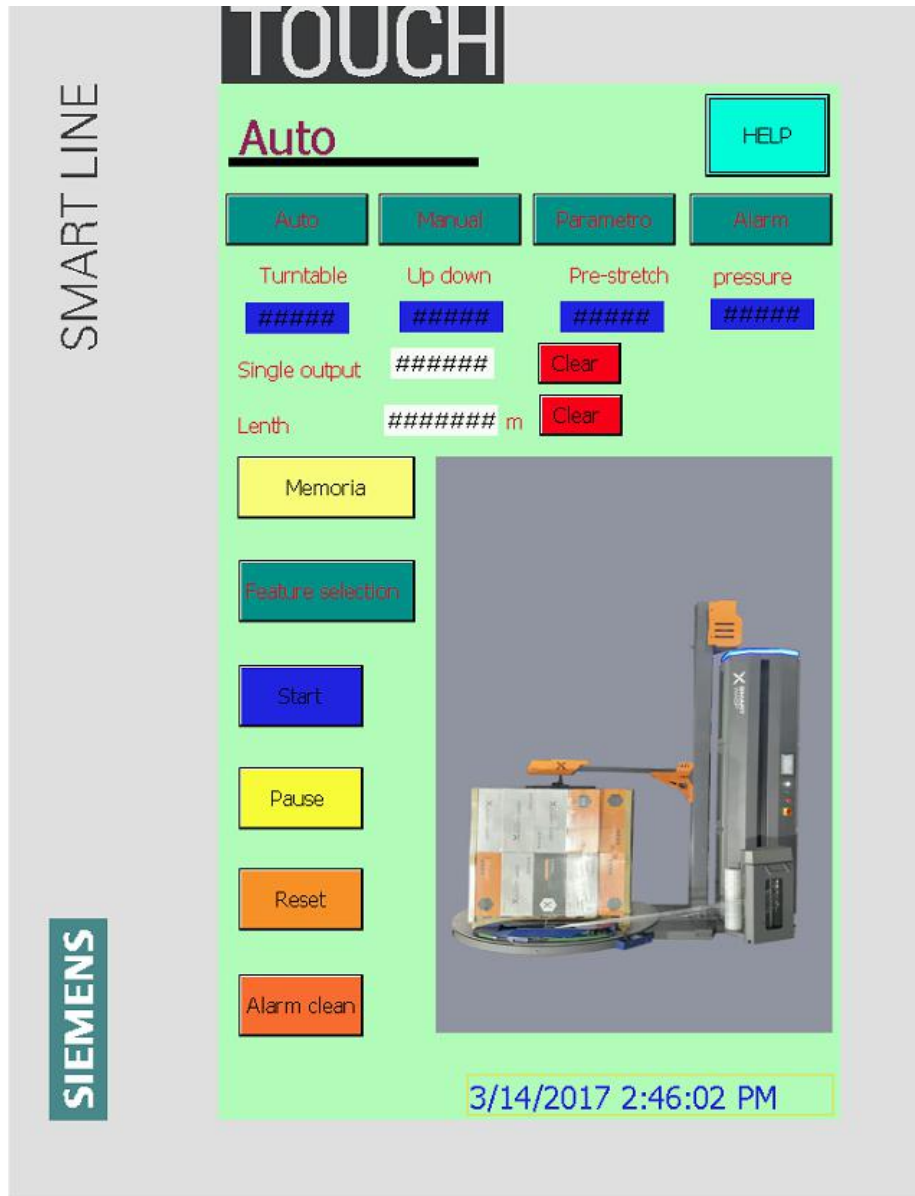 TOUCH
SMART LINE
SIEMENS
Auto
HELP
Auto Manual Parametro Alarm
Turntable Up down Pre-stretch pressure
##### ##### ##### #####
Single output ###### Clear
Lenth ####### m Clear
Memoria
Feature selection
Start
Pause
Reset
Alarm clean
3/14/2017 2:46:02 PM